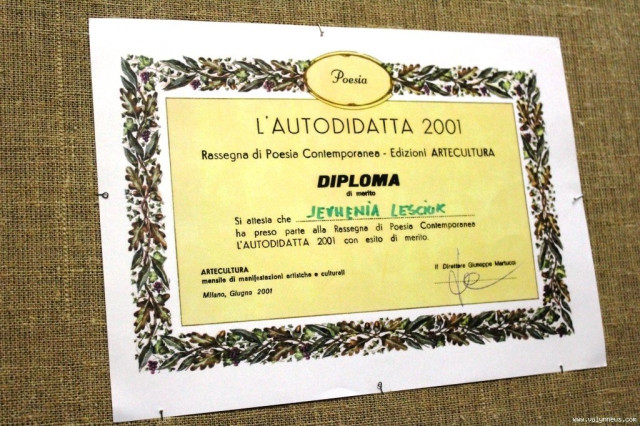 Poesia
L'AUTODIDATTA 2001
Rassegna di Poesia Contemporanea - Edizioni ARTECULTURA
DIPLOMA
di merito
Si attesta che JEVHENIA LESCIUK
ha preso parte alla Rassegna di Poesia Contemporanea
L'AUTODIDATTA 2001 con esito di merito.
ARTECULTURA
mensile di manifestazioni artistiche e culturali
Milano, Giugno 2001
Il Direttore Giuseppe Martucci
www.volynnews.com